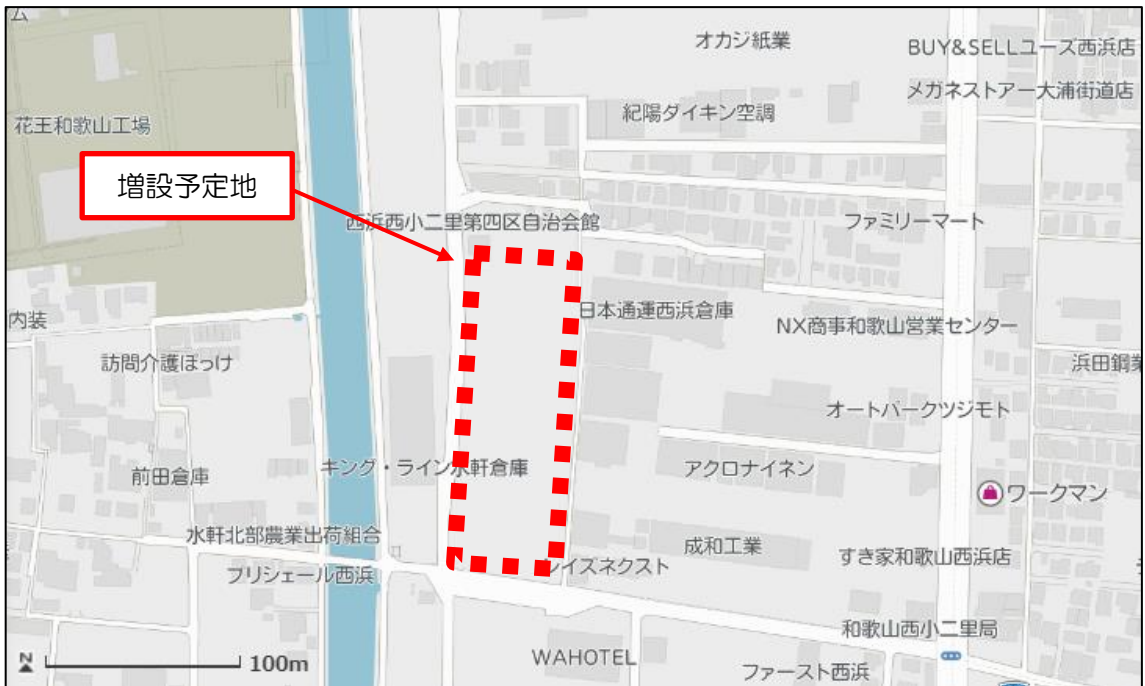 ム
オカジ紙業
BUY&SELLユーズ西浜店
メガネストアー大浦街道店
花王和歌山工場
紀陽ダイキン空調
増設予定地
西浜西小二里第四区自治会館
ファミリーマート
日本通運西浜倉庫
内装
NX商事和歌山営業センター
訪問介護ほっけ
浜田鋼業
オートパークツジモト
キング・ライン水軒倉庫
アクロナイネン
前田倉庫
ワークマン
水軒北部農業出荷組合
成和工業
すき家和歌山西浜店
レイズネクスト
プリシェール西浜
和歌山西小二里局
N
100m
WAHOTEL
ファースト西浜